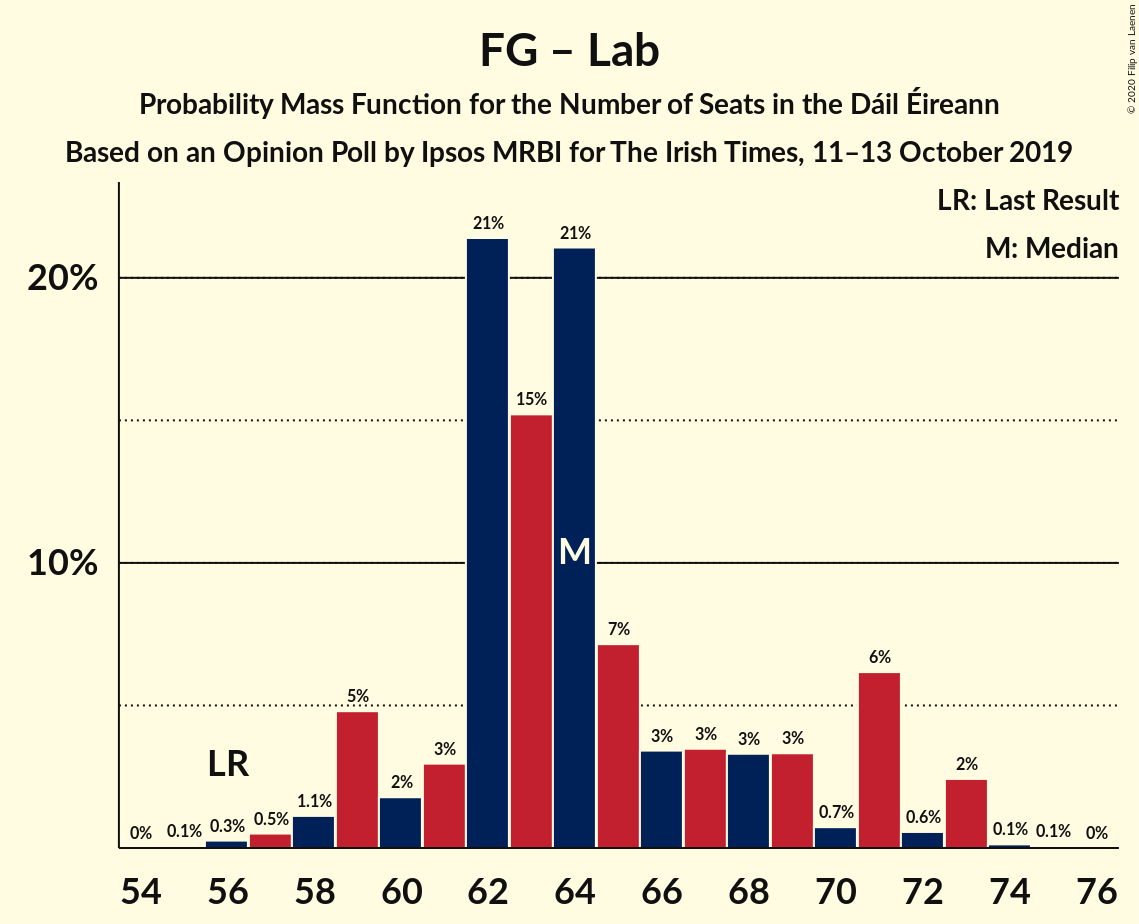 FG – Lab
Probability Mass Function for the Number of Seats in the Dáil Éireann
Based on an Opinion Poll by Ipsos MRBI for The Irish Times, 11–13 October 2019
© 2020 Filip van Laenen
LR: Last Result
M: Median
20%
10%
0%
0.1%
0.3%
0.5%
1.1%
5%
2%
3%
21%
15%
21%
7%
3%
3%
3%
3%
0.7%
6%
0.6%
2%
0.1%
0.1%
0%
LR
M
54 56 58 60 62 64 66 68 70 72 74 76